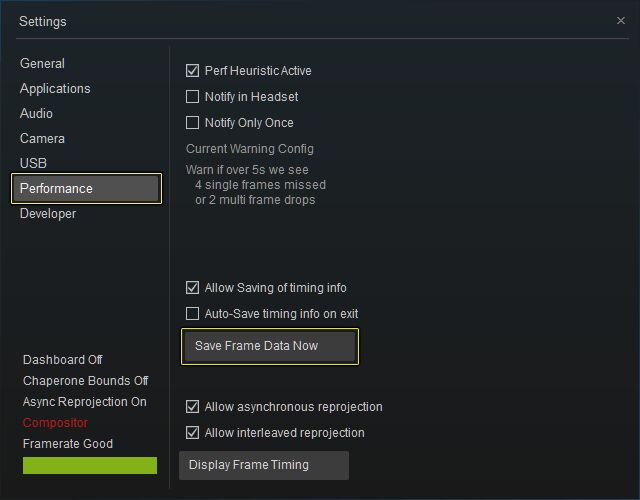 Settings
General
Applications
Audio
Camera
USB
Performance
Developer
Dashboard Off
Chaperone Bounds Off
Async Reprojection On
Compositor
Framerate Good
Perf Heuristic Active
Notify in Headset
Notify Only Once
Current Warning Config
Warn if over 5s we see
4 single frames missed
or 2 multi frame drops
Allow Saving of timing info
Auto-Save timing info on exit
Save Frame Data Now
Allow asynchronous reprojection
Allow interleaved reprojection
Display Frame Timing